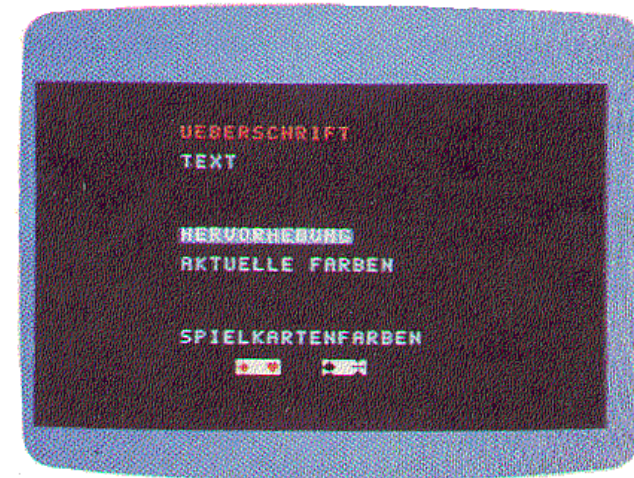 UEBERSCHRIFT
TEXT
HERVORHEBUNG
AKTUELLE FARBEN
SPIELKARTENFARBEN